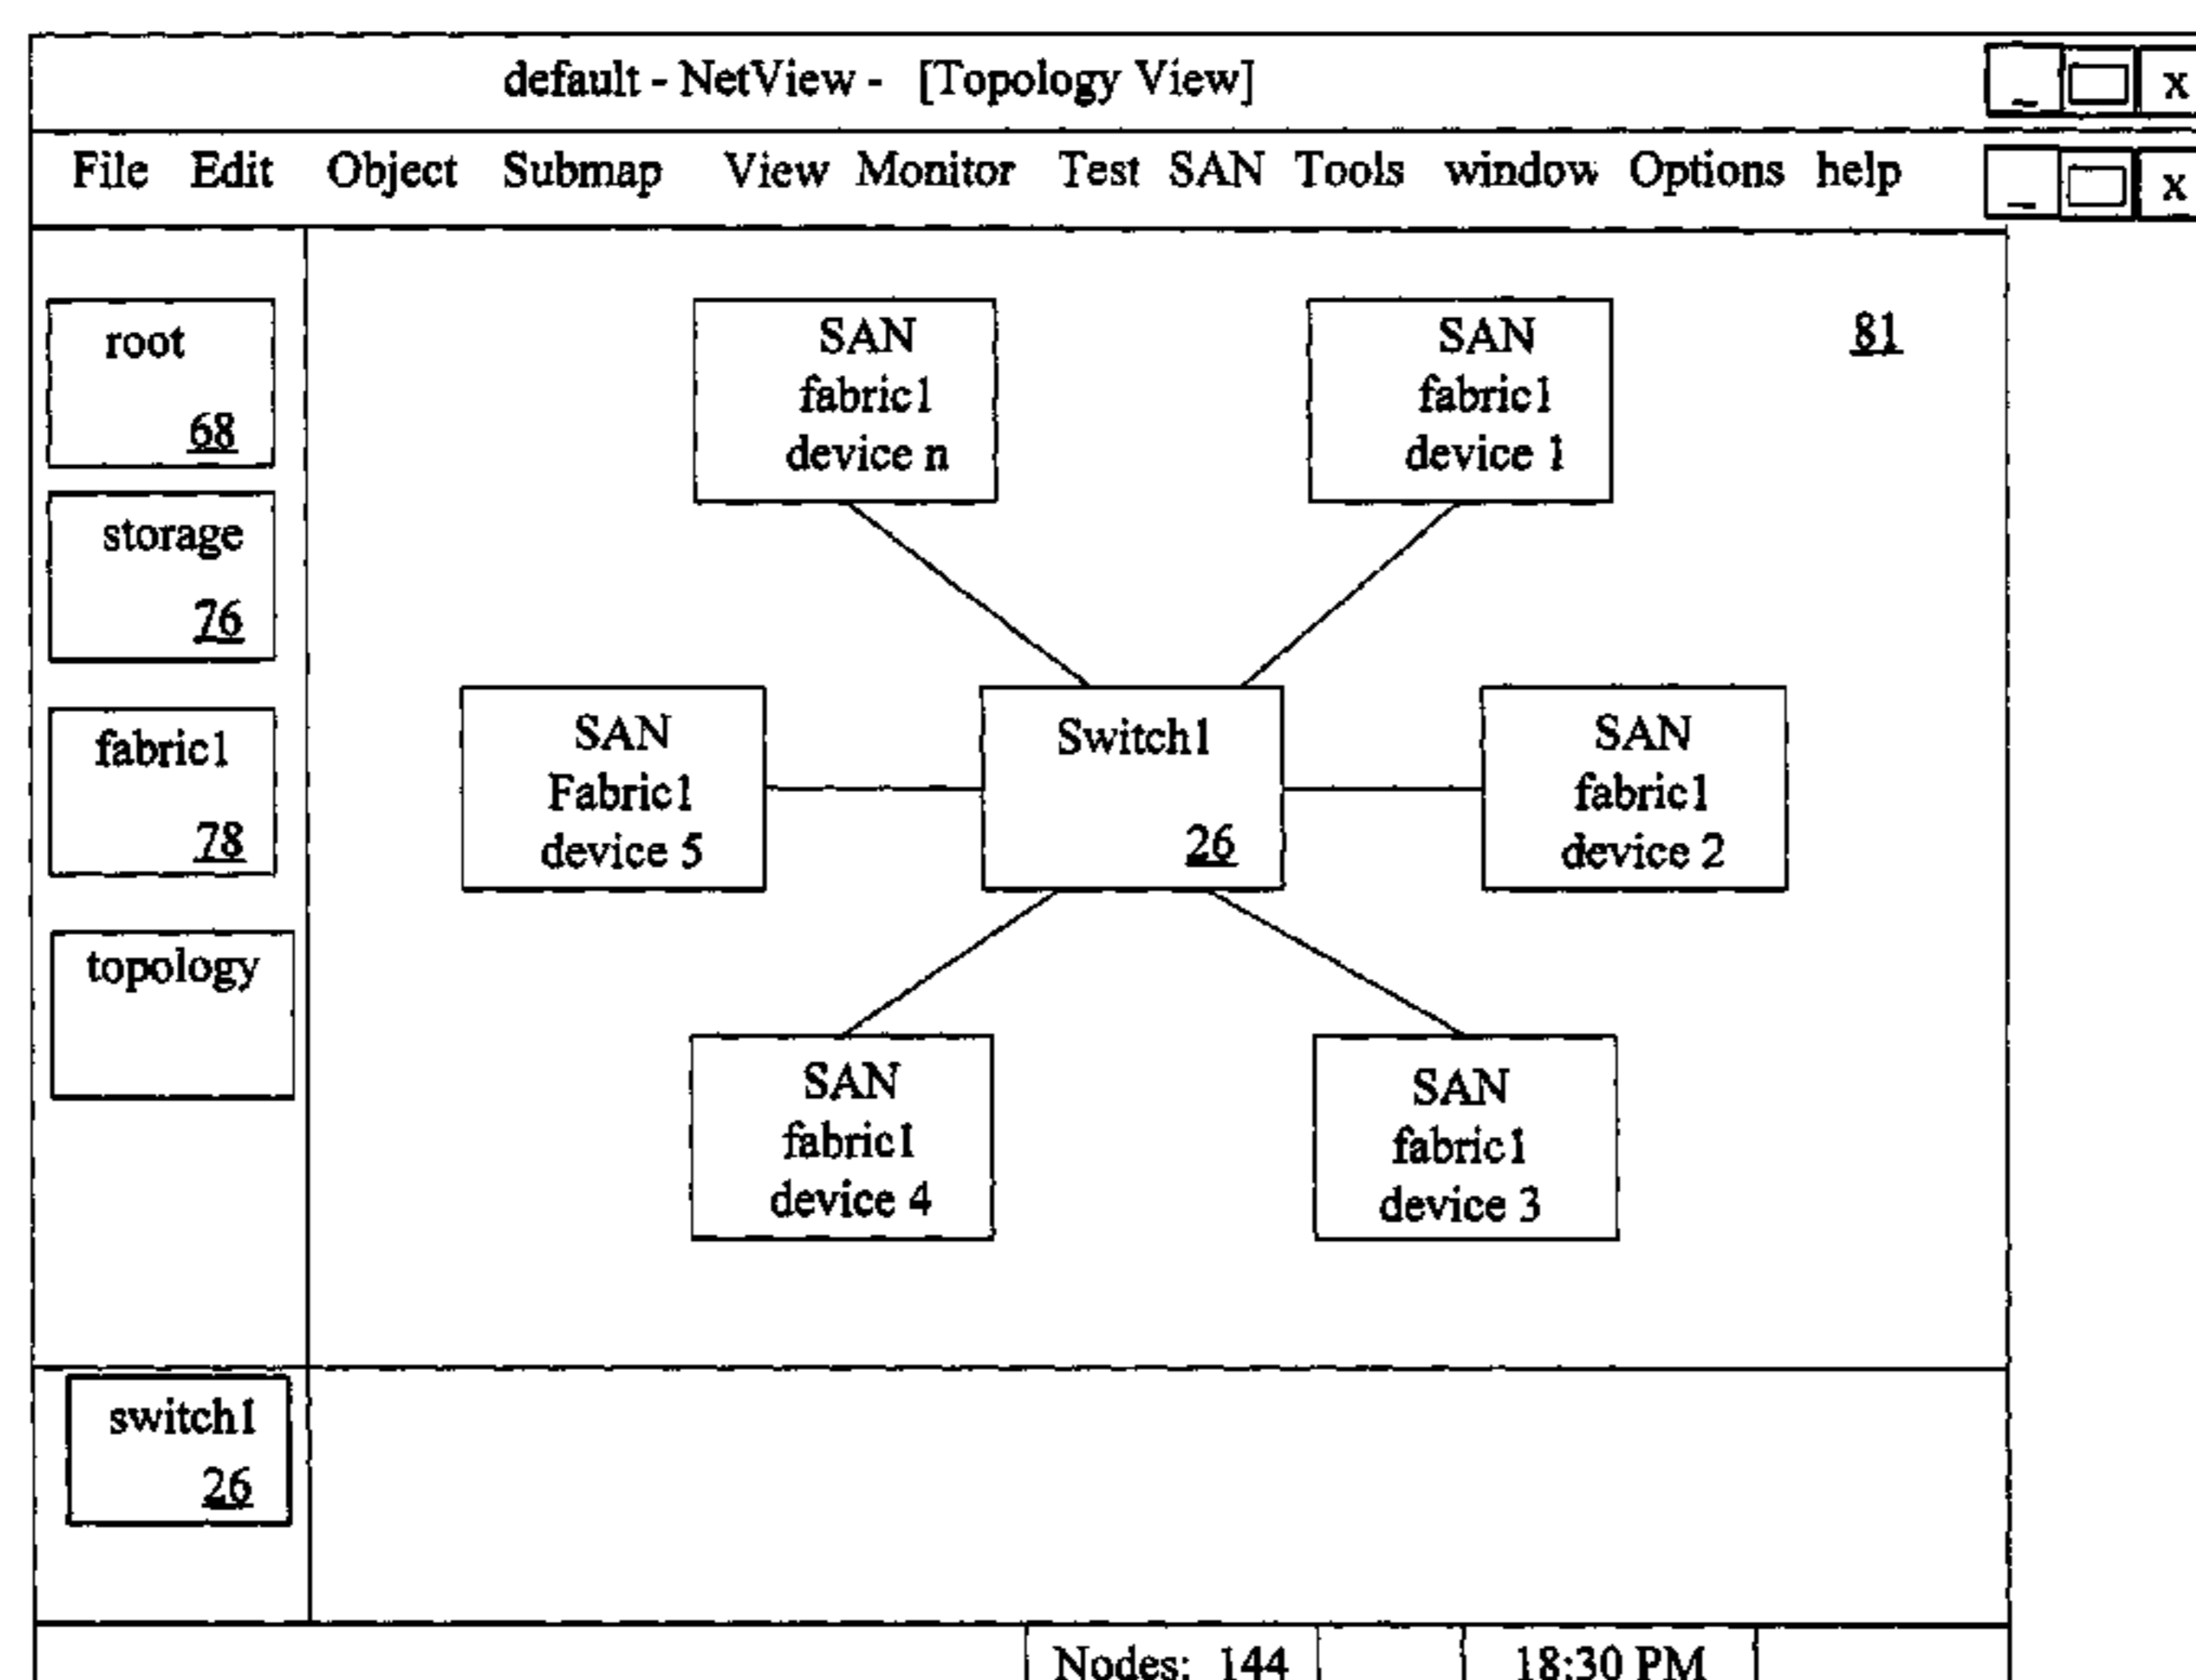 default - NetView - [Topology View]
_ x
File Edit Object Submap View Monitor Test SAN Tools window Options help
_ x
root
68
storage
76
fabric1
78
topology
81
SAN
fabric1
device n
SAN
fabric1
device 1
SAN
Fabric1
device 5
Switch1
26
SAN
fabric1
device 2
SAN
fabric1
device 4
SAN
fabric1
device 3
switch1
26
Nodes: 144
18:30 PM